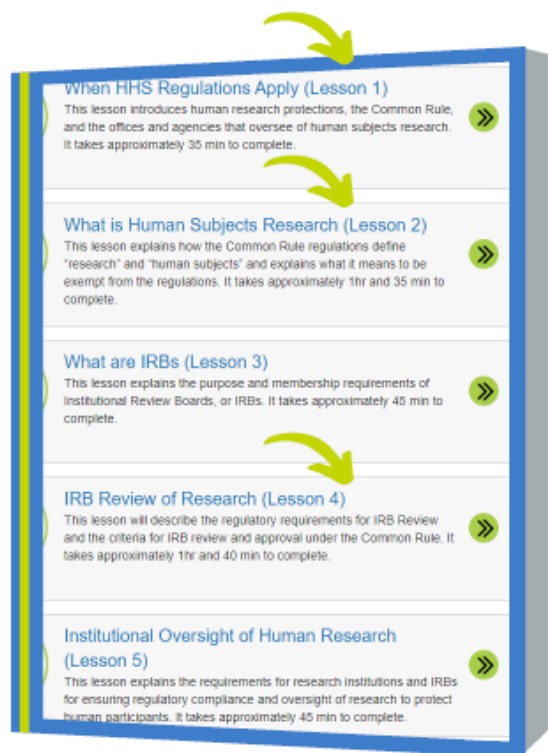 When HHS Regulations Apply (Lesson 1)
This lesson introduces human research protections, the Common Rule,
and the offices and agencies that oversee of human subjects research.
It takes approximately 35 min to complete.
What is Human Subjects Research (Lesson 2)
This lesson explains how the Common Rule regulations define
“research” and “human subjects” and explains what it means to be
exempt from the regulations. It takes approximately 1hr and 35 min to
complete.
What are IRBs (Lesson 3)
This lesson explains the purpose and membership requirements of
Institutional Review Boards, or IRBs. It takes approximately 45 min to
complete.
IRB Review of Research (Lesson 4)
This lesson will describe the regulatory requirements for IRB Review
and the criteria for IRB review and approval under the Common Rule. It
takes approximately 1hr and 40 min to complete.
Institutional Oversight of Human Research
(Lesson 5)
This lesson explains the requirements for research institutions and IRBs
for ensuring regulatory compliance and oversight of research to protect
human participants. It takes approximately 45 min to complete.